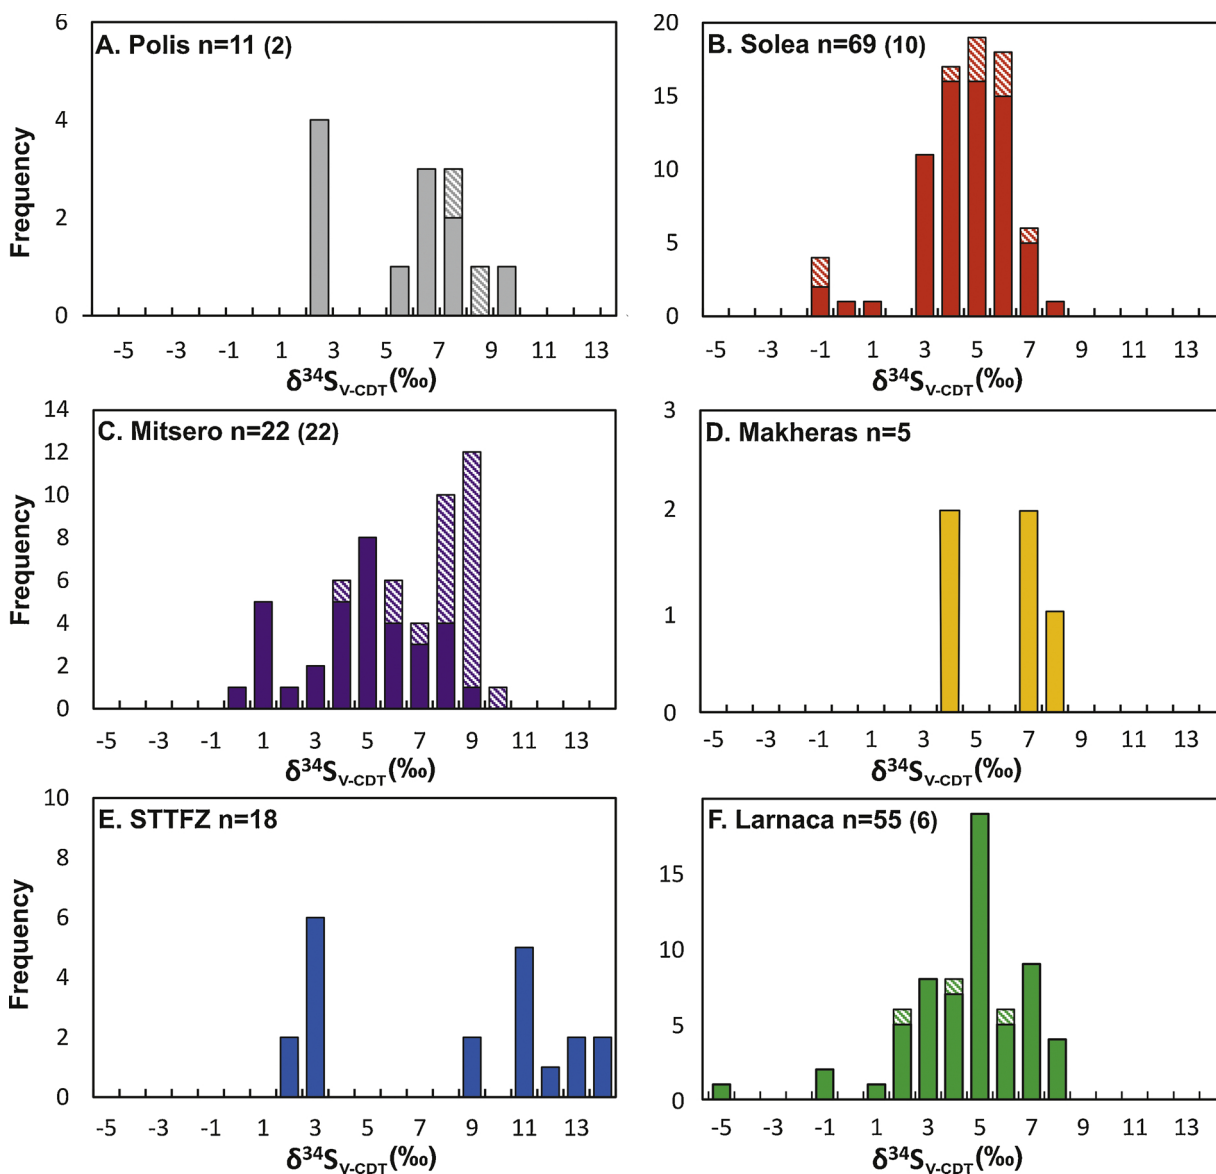 A. Polis n=11 (2)
Frequency
6
4
2
0
-5 -3 -1 1 3 5 7 9 11 13
δ³⁴S_V-CDT(‰)
B. Solea n=69 (10)
20
15
10
5
0
-5 -3 -1 1 3 5 7 9 11 13
δ³⁴S_V-CDT(‰)
C. Mitsero n=22 (22)
Frequency
14
12
10
8
6
4
2
0
-5 -3 -1 1 3 5 7 9 11 13
δ³⁴S_V-CDT(‰)
D. Makheras n=5
3
2
1
0
-5 -3 -1 1 3 5 7 9 11 13
δ³⁴S_V-CDT(‰)
E. STTFZ n=18
Frequency
10
8
6
4
2
0
-5 -3 -1 1 3 5 7 9 11 13
δ³⁴S_V-CDT(‰)
F. Larnaca n=55 (6)
15
10
5
0
-5 -3 -1 1 3 5 7 9 11 13
δ³⁴S_V-CDT(‰)